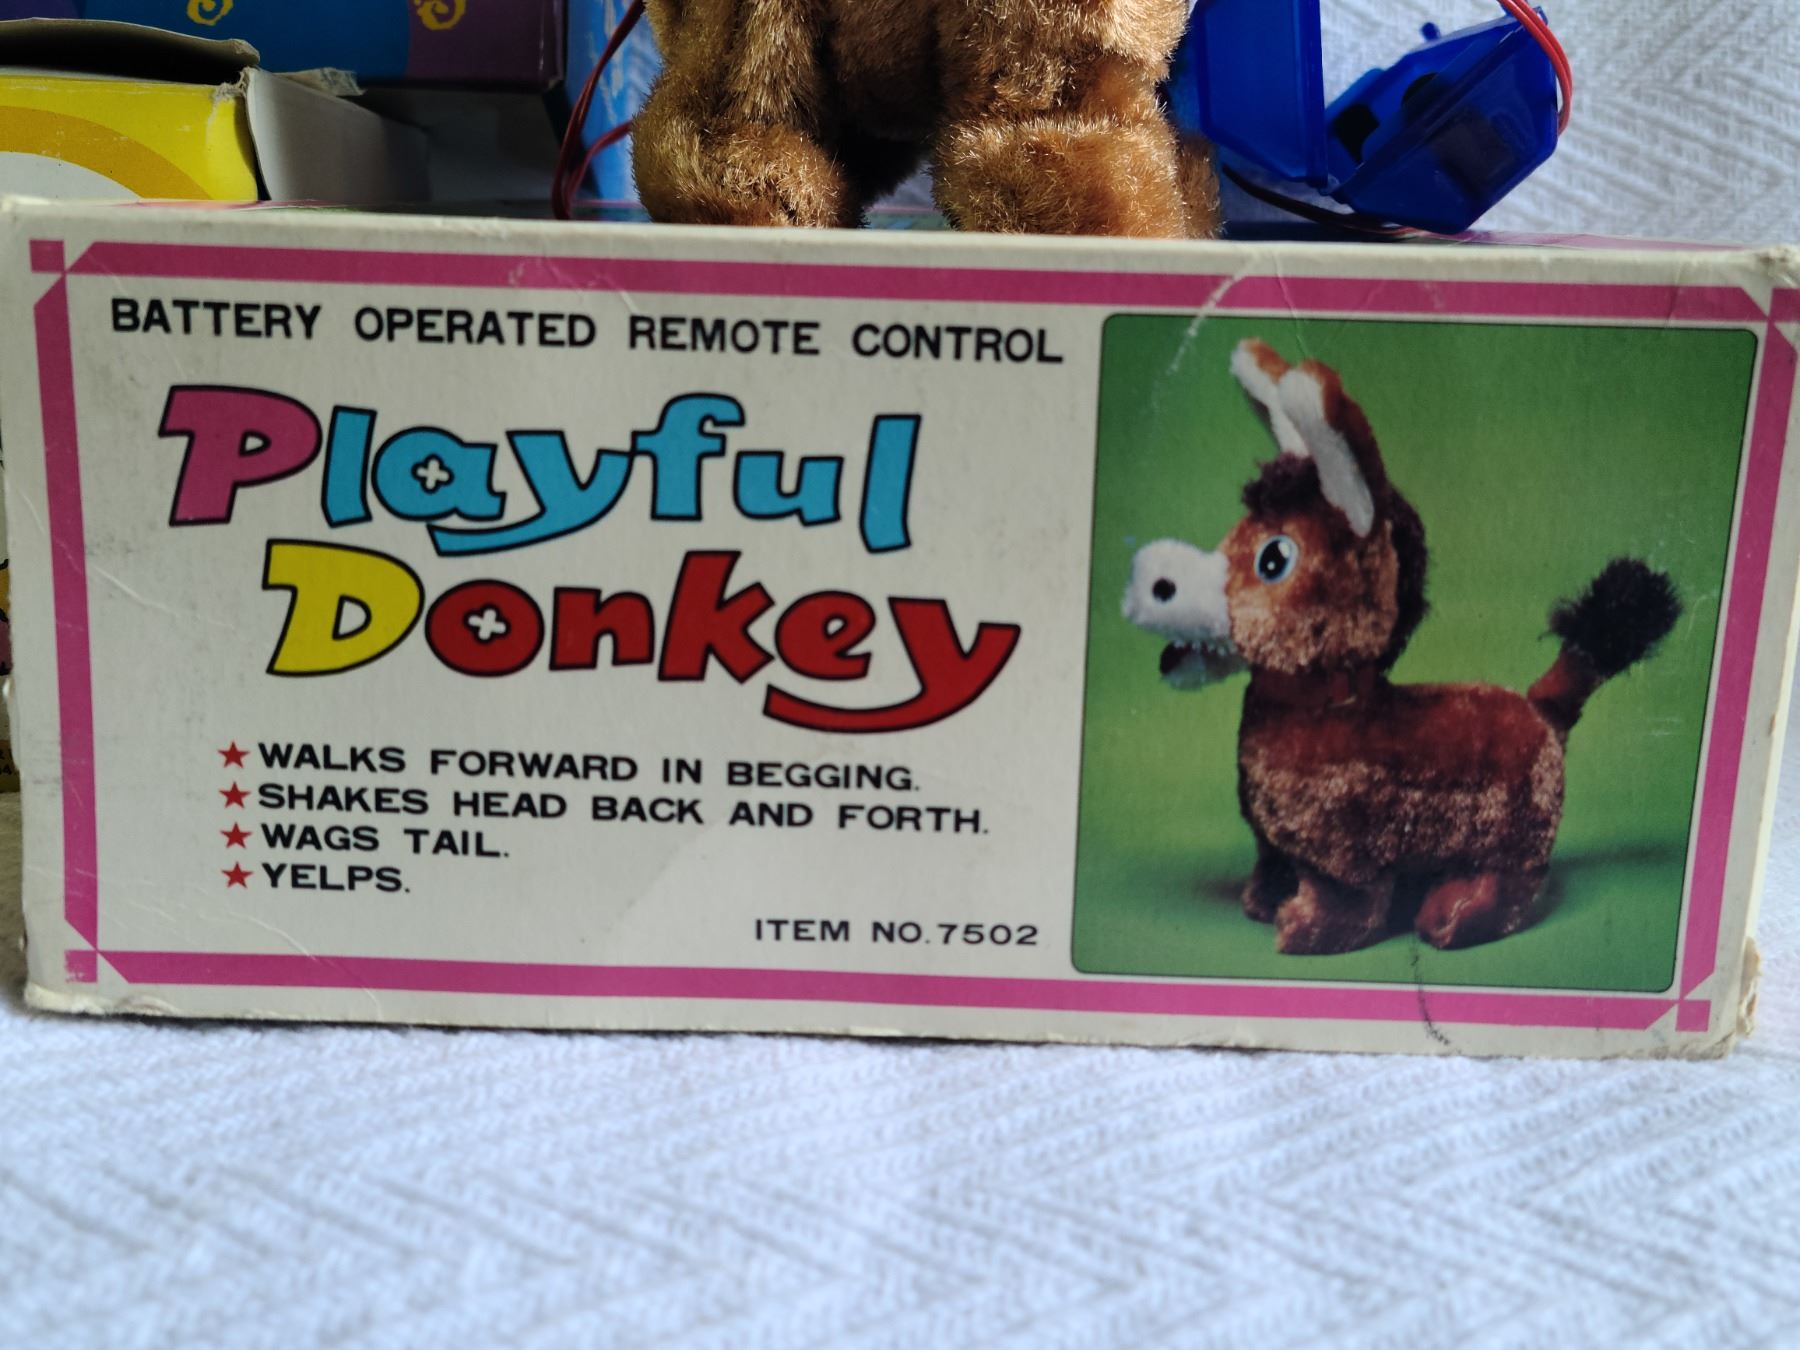 BATTERY OPERATED REMOTE CONTROL
Playful
Donkey
★ WALKS FORWARD IN BEGGING.
★ SHAKES HEAD BACK AND FORTH.
★ WAGS TAIL.
★ YELPS.
ITEM NO. 7502